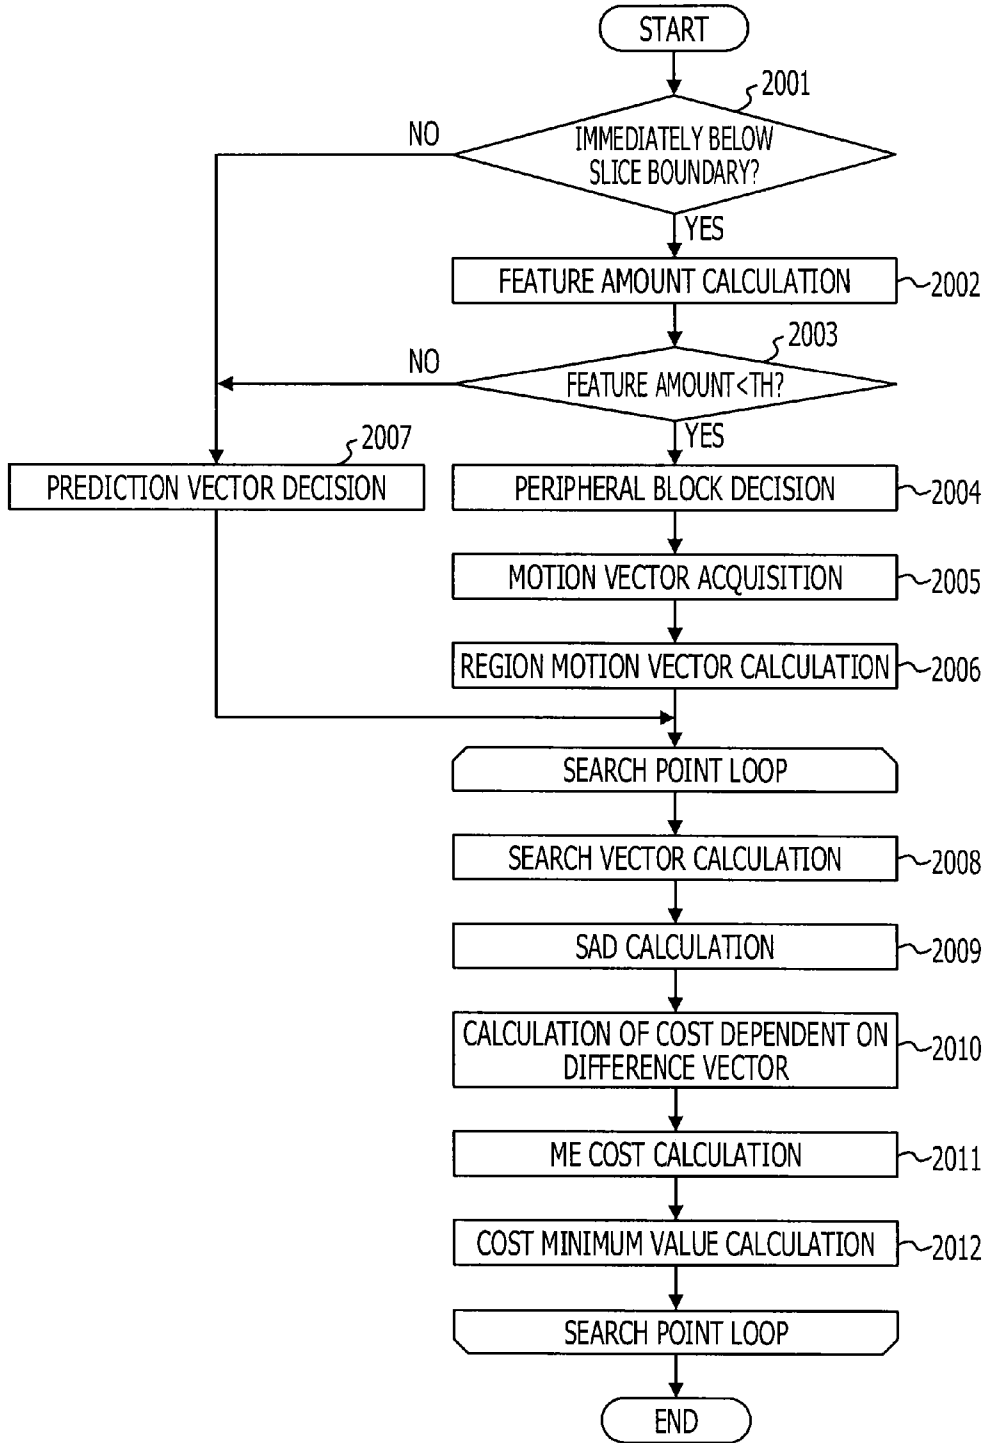 START
2001
IMMEDIATELY BELOW
SLICE BOUNDARY?
NO
YES
FEATURE AMOUNT CALCULATION
2002
2003
FEATURE AMOUNT<TH?
NO
YES
2007
PREDICTION VECTOR DECISION
PERIPHERAL BLOCK DECISION
2004
MOTION VECTOR ACQUISITION
2005
REGION MOTION VECTOR CALCULATION
2006
SEARCH POINT LOOP
SEARCH VECTOR CALCULATION
2008
SAD CALCULATION
2009
CALCULATION OF COST DEPENDENT ON
DIFFERENCE VECTOR
2010
ME COST CALCULATION
2011
COST MINIMUM VALUE CALCULATION
2012
SEARCH POINT LOOP
END